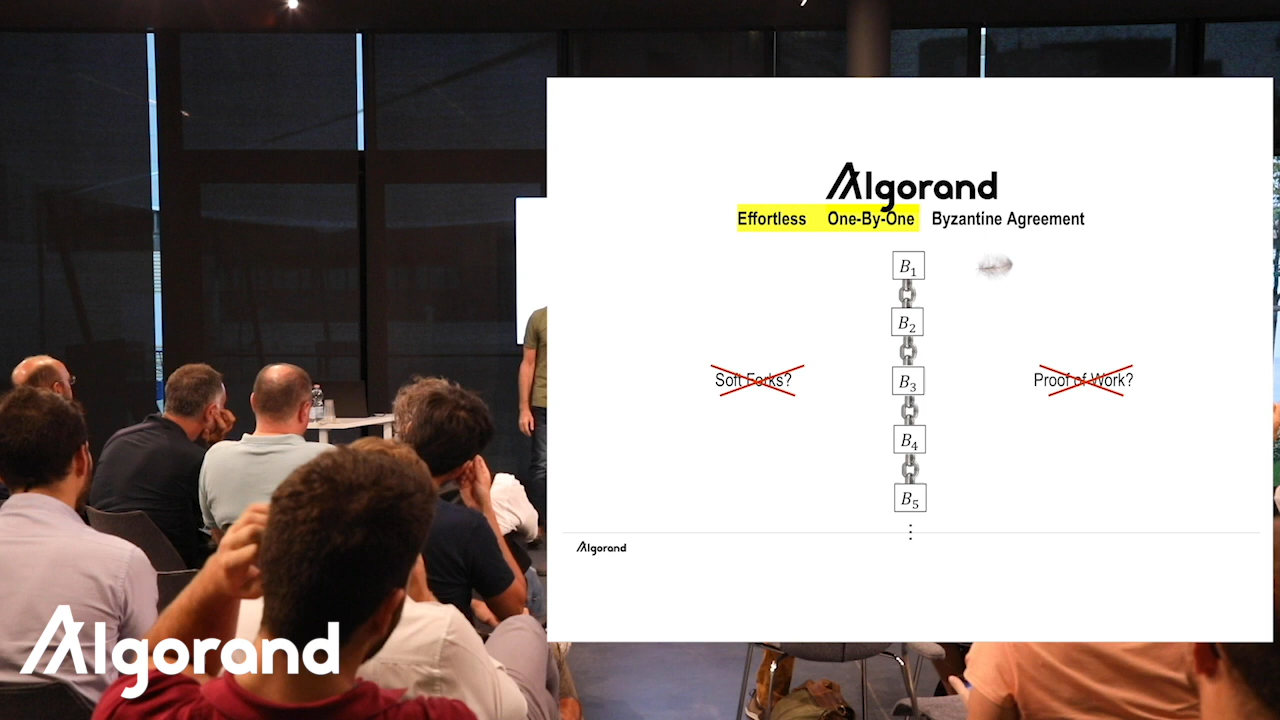 Algorand
Effortless One-By-One Byzantine Agreement
B1
B2
Soft Forks?
B3
Proof of Work?
B4
B5
⋮
Algorand
Algorand